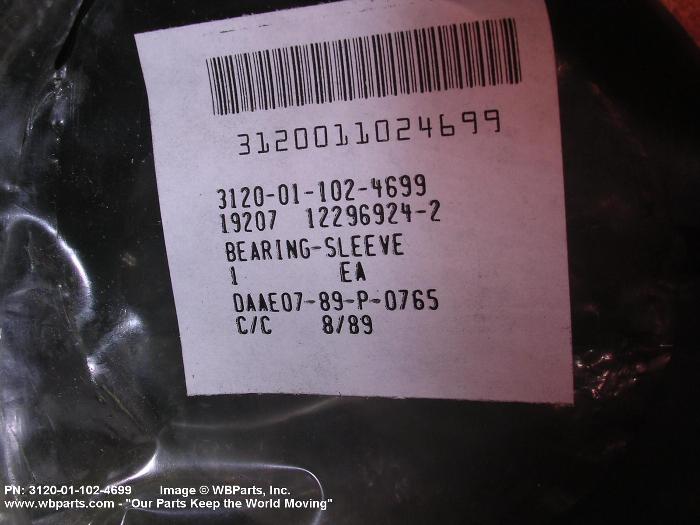 3120011024699
3120-01-102-4699
19207 12296924-2
BEARING-SLEEVE
1 EA
DAAE07-89-P-0765
C/C 8/89
PN: 3120-01-102-4699 Image © WBParts, Inc.
www.wbparts.com - "Our Parts Keep the World Moving"